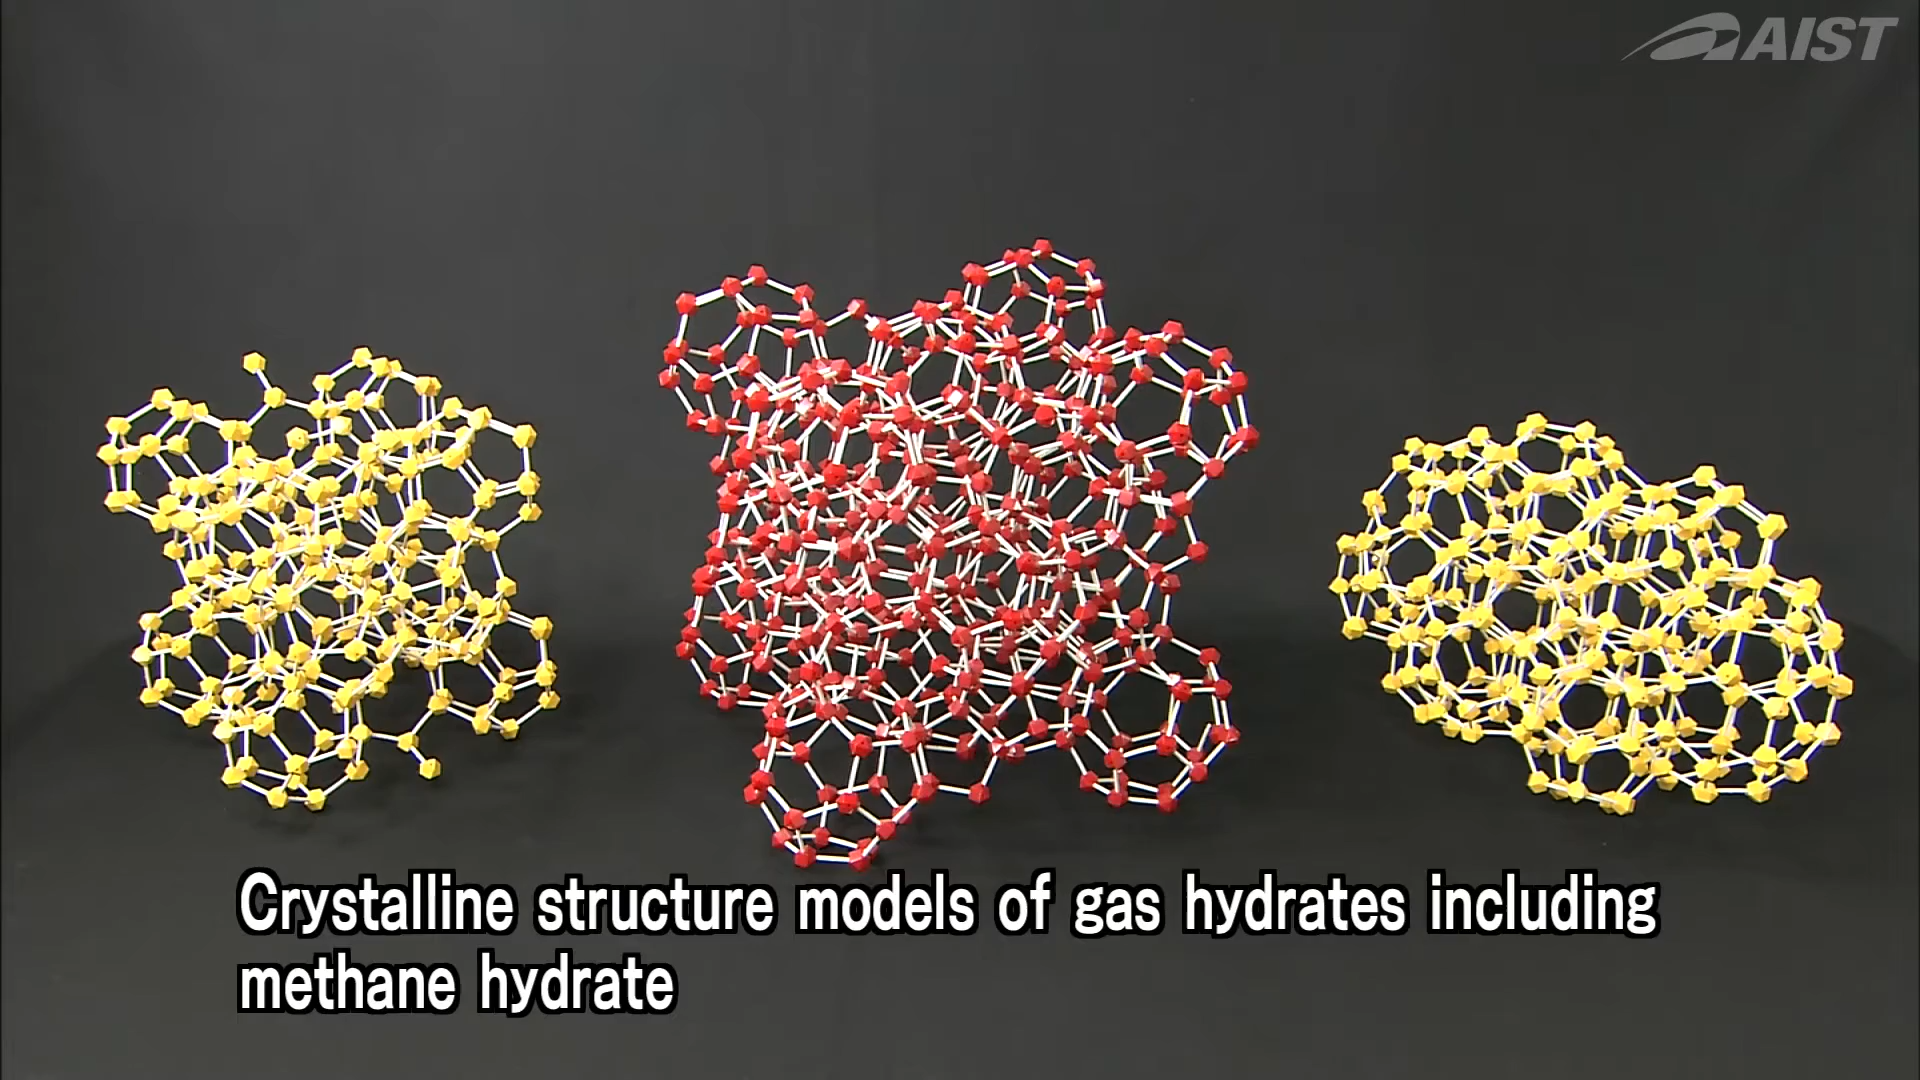 AIST
Crystalline structure models of gas hydrates including
methane hydrate